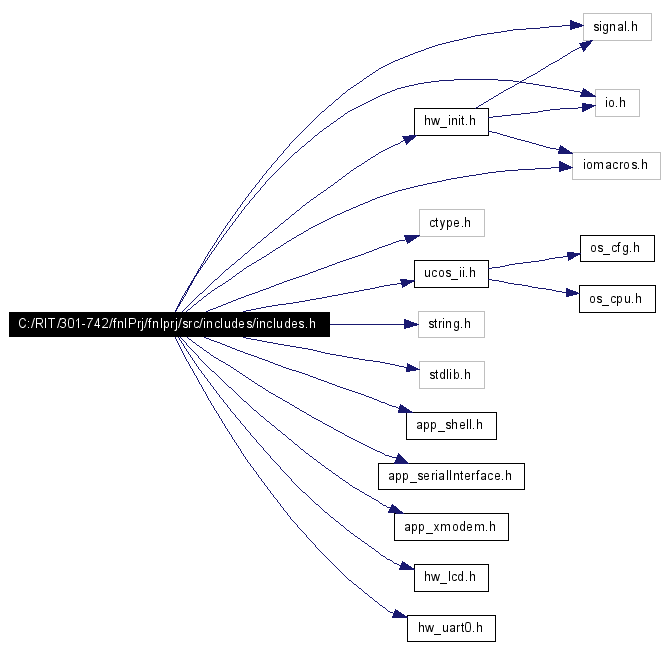 signal.h
io.h
hw_init.h
iomacros.h
ctype.h
os_cfg.h
ucos_ii.h
os_cpu.h
C:/RIT/301-742/fnlPrj/fnlprj/src/includes/includes.h
string.h
stdlib.h
app_shell.h
app_serialInterface.h
app_xmodem.h
hw_lcd.h
hw_uart0.h